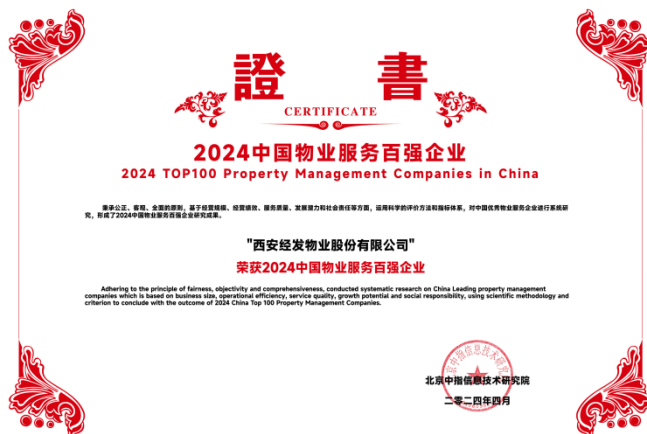 證 書
CERTIFICATE
2024中国物业服务百强企业
2024 TOP100 Property Management Companies in China
秉承公正、客观、全面的原则，基于经营规模、经营绩效、服务质量、发展潜力和社会责任等方面，运用科学的评价方法和指标体系，对中国优秀物业服务企业进行系统研
究，形成了2024中国物业服务百强企业研究成果。
"西安经发物业股份有限公司"
荣获2024中国物业服务百强企业
Adhering to the principle of fairness, objectivity and comprehensiveness, conducted systematic research on China Leading property management
companies which is based on business size, operational efficiency, service quality, growth potential and social responsibility, using scientific methodology and
criterion to conclude with the outcome of 2024 China Top 100 Property Management Companies.
北京中指信息技术研究院
二零二四年四月